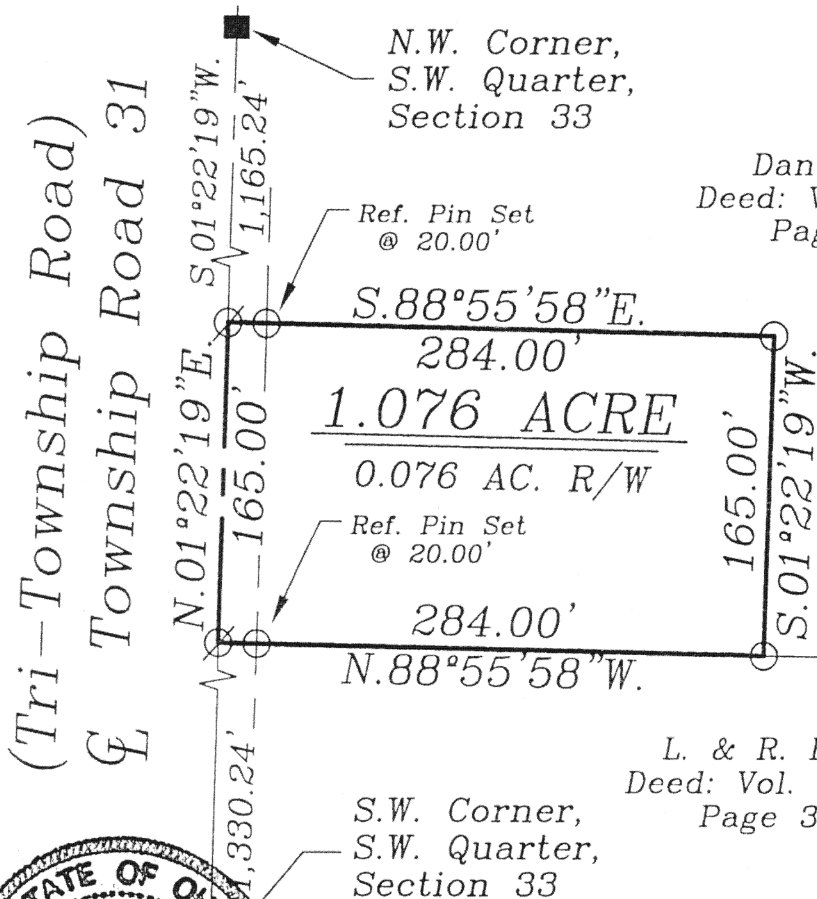 N.W. Corner,
S.W. Quarter,
Section 33
S.01°22'19"W.
1,165.24'
(Tri-Township Road)
℄ Township Road 31
Dan
Deed:
Ref. Pin Set
@ 20.00'
S.88°55'58"E.
284.00'
1.076 ACRE
0.076 AC. R/W
N.01°22'19"E.
165.00'
165.00'
S.01°22'19"W.
Ref. Pin Set
@ 20.00'
284.00'
N.88°55'58"W.
1,330.24'
L. & R.
Deed: Vol.
Page 3
S.W. Corner,
S.W. Quarter,
Section 33
STATE OF